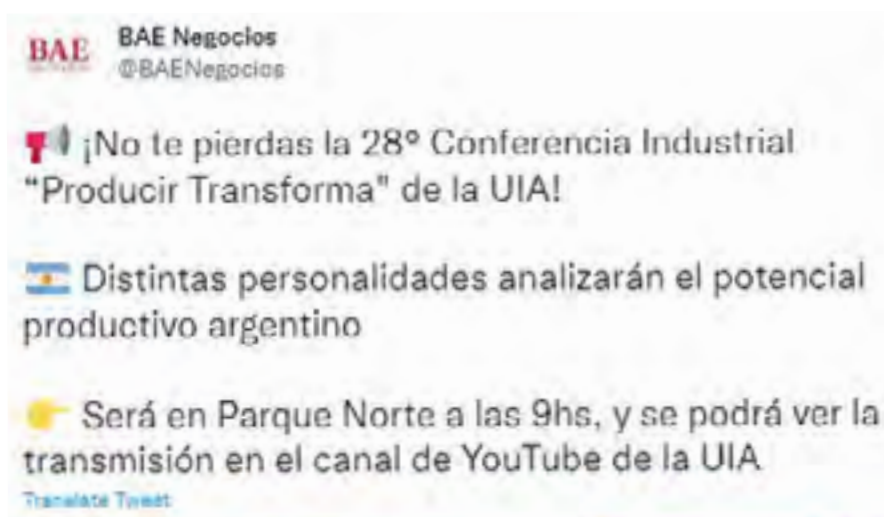 BAE
BAE Negocios
@BAENegocios
📢 ¡No te pierdas la 28º Conferencia Industrial
“Producir Transforma" de la UIA!
🇦🇷 Distintas personalidades analizarán el potencial
productivo argentino
👉 Será en Parque Norte a las 9hs, y se podrá ver la
transmisión en el canal de YouTube de la UIA
Translate Tweet